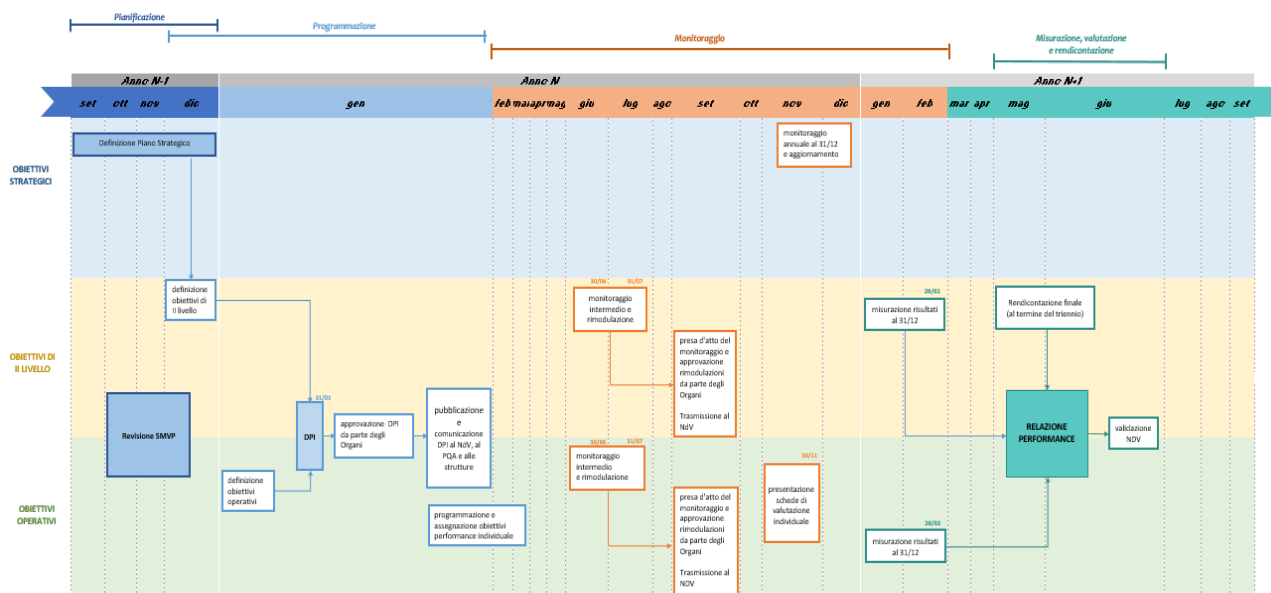 Pianificazione
Programmazione
Monitoraggio
Misurazione, valutazione
e rendicontazione
Anno N-1
Anno N
Anno N+1
set ott nov dic gen feb mar apr mag giu lug ago set ott nov dic gen feb mar apr mag giu lug ago set
OBIETTIVI
STRATEGICI
Definizione Piano Strategico
monitoraggio
annuale al 31/12
e aggiornamento
OBIETTIVI DI
II LIVELLO
definizione
obiettivi di
II livello
30/06
31/07
monitoraggio
intermedio e
rimodulazione
presa d'atto del
monitoraggio e
approvazione
rimodulazioni
da parte degli
Organi
Trasmissione al
NdV
28/02
misurazione risultati
al 31/12
Rendicontazione finale
(al termine del triennio)
Revisione SMVP
31/01
DPI
approvazione DPI
da parte degli
Organi
pubblicazione
e
comunicazione
DPI al NdV, al
PQA e alle
strutture
RELAZIONE
PERFORMANCE
validazione
NDV
OBIETTIVI
OPERATIVI
definizione
obiettivi
operativi
programmazione e
assegnazione obiettivi
performance individuale
30/06
31/07
monitoraggio
intermedio
e rimodulazione
presa d'atto del
monitoraggio e
approvazione
rimodulazioni
da parte degli
Organi
Trasmissione al
NDV
30/11
presentazione
schede di
valutazione
individuale
28/02
misurazione risultati
al 31/12